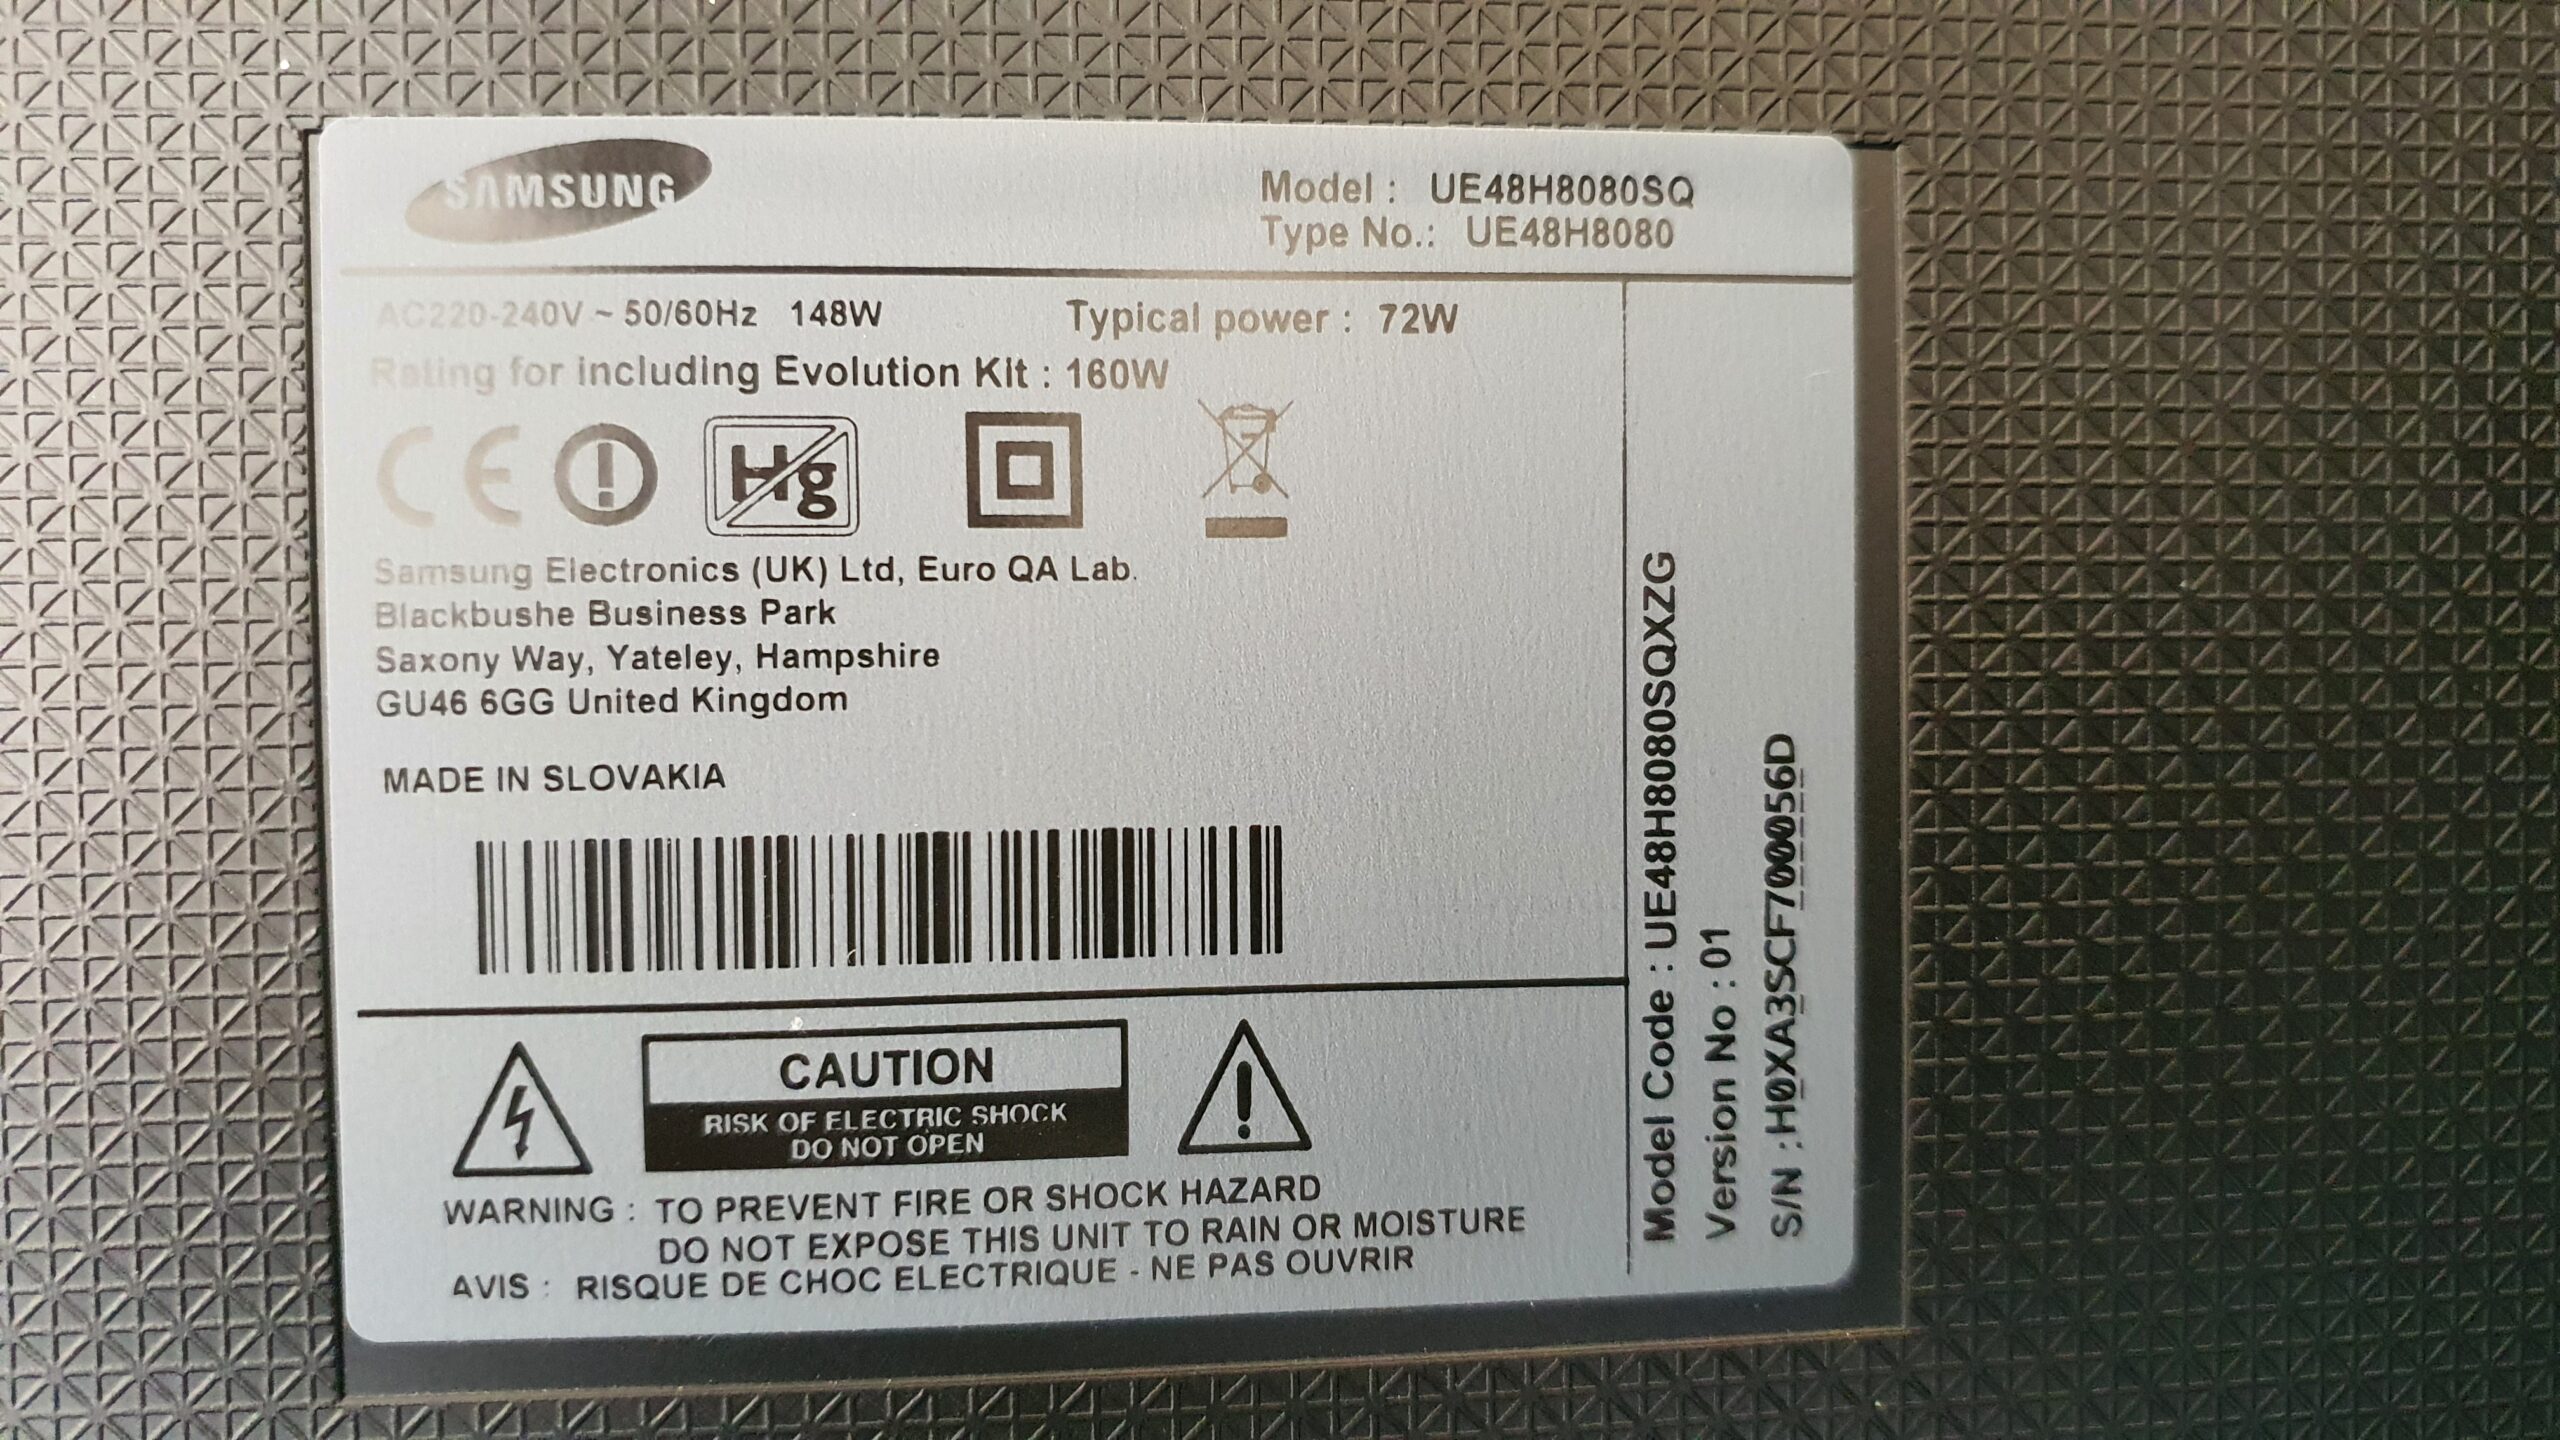 SAMSUNG
Model : UE48H8080SQ
Type No.: UE48H8080
AC220-240V ~ 50/60Hz 148W Typical power : 72W
Rating for including Evolution Kit : 160W
CE
Hg
Samsung Electronics (UK) Ltd, Euro QA Lab.
Blackbushe Business Park
Saxony Way, Yateley, Hampshire
GU46 6GG United Kingdom
MADE IN SLOVAKIA
CAUTION
RISK OF ELECTRIC SHOCK
DO NOT OPEN
WARNING : TO PREVENT FIRE OR SHOCK HAZARD
DO NOT EXPOSE THIS UNIT TO RAIN OR MOISTURE
AVIS : RISQUE DE CHOC ELECTRIQUE - NE PAS OUVRIR
Model Code : UE48H8080SQXZG
Version No : 01
S/N : H0XA3SCF700056D